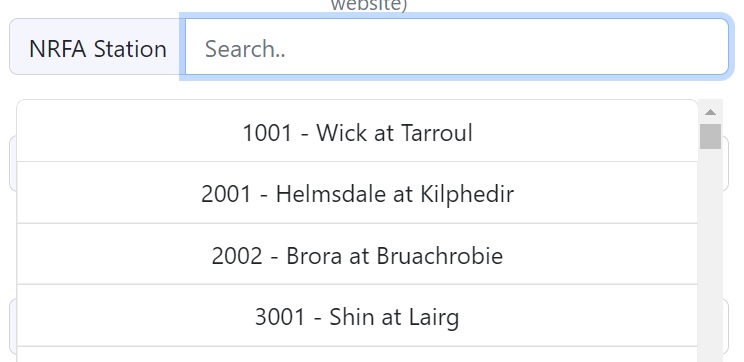 website)
NRFA Station
Search..
1001 - Wick at Tarroul
2001 - Helmsdale at Kilphedir
2002 - Brora at Bruachrobie
3001 - Shin at Lairg